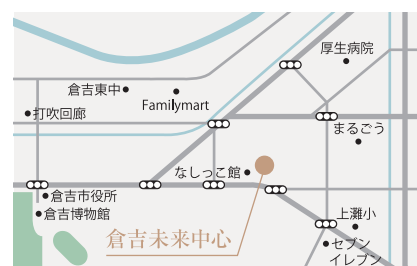 厚生病院
倉吉東中
Familymart
打吹回廊
まるごう
なしっこ館
倉吉市役所
倉吉博物館
上灘小
倉吉未来中心
セブン
イレブン